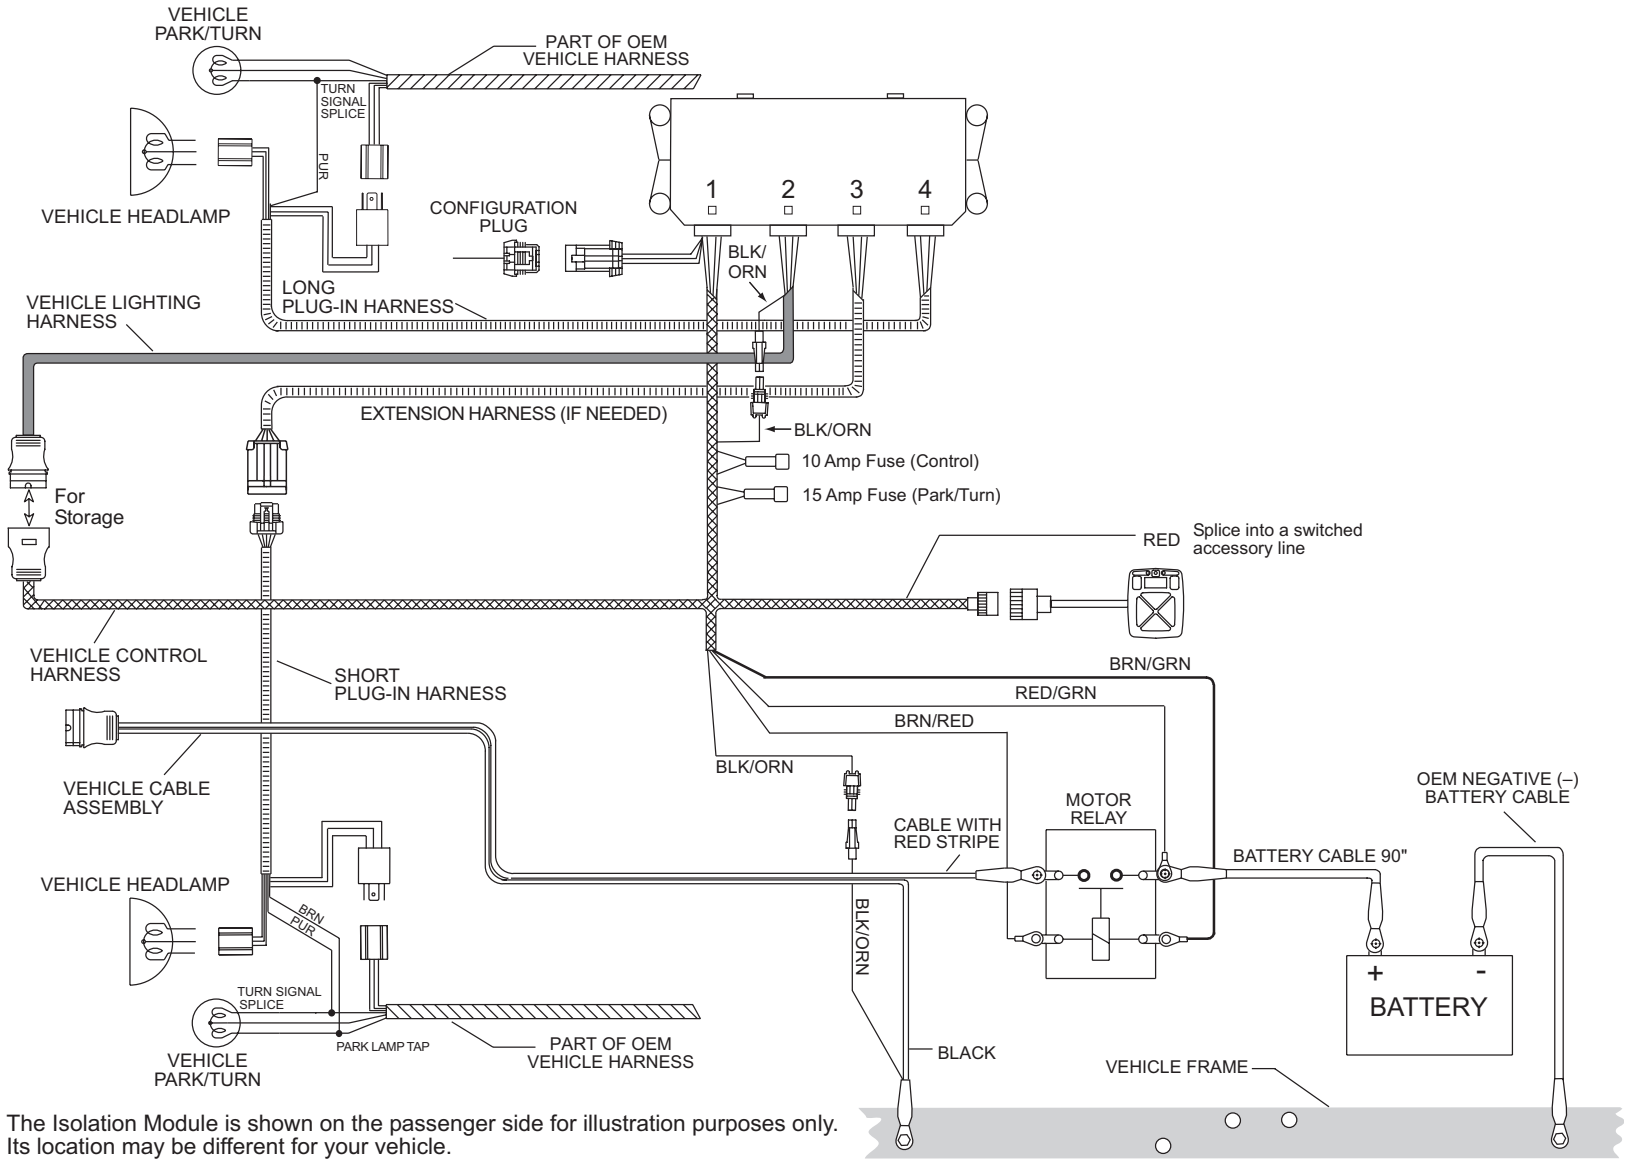 VEHICLE
PARK/TURN
PART OF OEM
VEHICLE HARNESS
TURN
SIGNAL
SPLICE
PUR
VEHICLE HEADLAMP
CONFIGURATION
PLUG
1 2 3 4
BLK/
ORN
LONG
PLUG-IN HARNESS
VEHICLE LIGHTING
HARNESS
EXTENSION HARNESS (IF NEEDED)
BLK/ORN
10 Amp Fuse (Control)
15 Amp Fuse (Park/Turn)
For
Storage
RED
Splice into a switched
accessory line
VEHICLE CONTROL
HARNESS
SHORT
PLUG-IN HARNESS
BRN/GRN
RED/GRN
BRN/RED
BLK/ORN
VEHICLE CABLE
ASSEMBLY
MOTOR
RELAY
OEM NEGATIVE (–)
BATTERY CABLE
CABLE WITH
RED STRIPE
BATTERY CABLE 90"
VEHICLE HEADLAMP
BRN
PUR
BLK/ORN
+ -
BATTERY
TURN SIGNAL
SPLICE
PARK LAMP TAP
VEHICLE
PARK/TURN
PART OF OEM
VEHICLE HARNESS
BLACK
VEHICLE FRAME
The Isolation Module is shown on the passenger side for illustration purposes only.
Its location may be different for your vehicle.